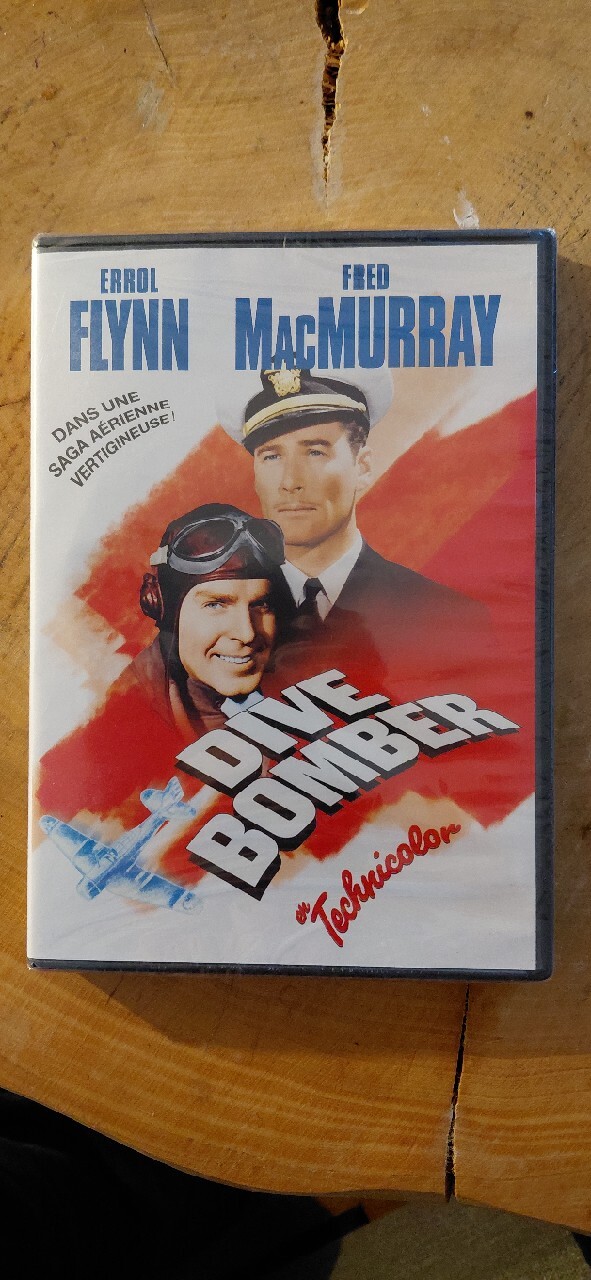 ERROL
FLYNN
FRED
MACMURRAY
DANS UNE
SAGA AÉRIENNE
VERTIGINEUSE!
DIVE
BOMBER
en Technicolor